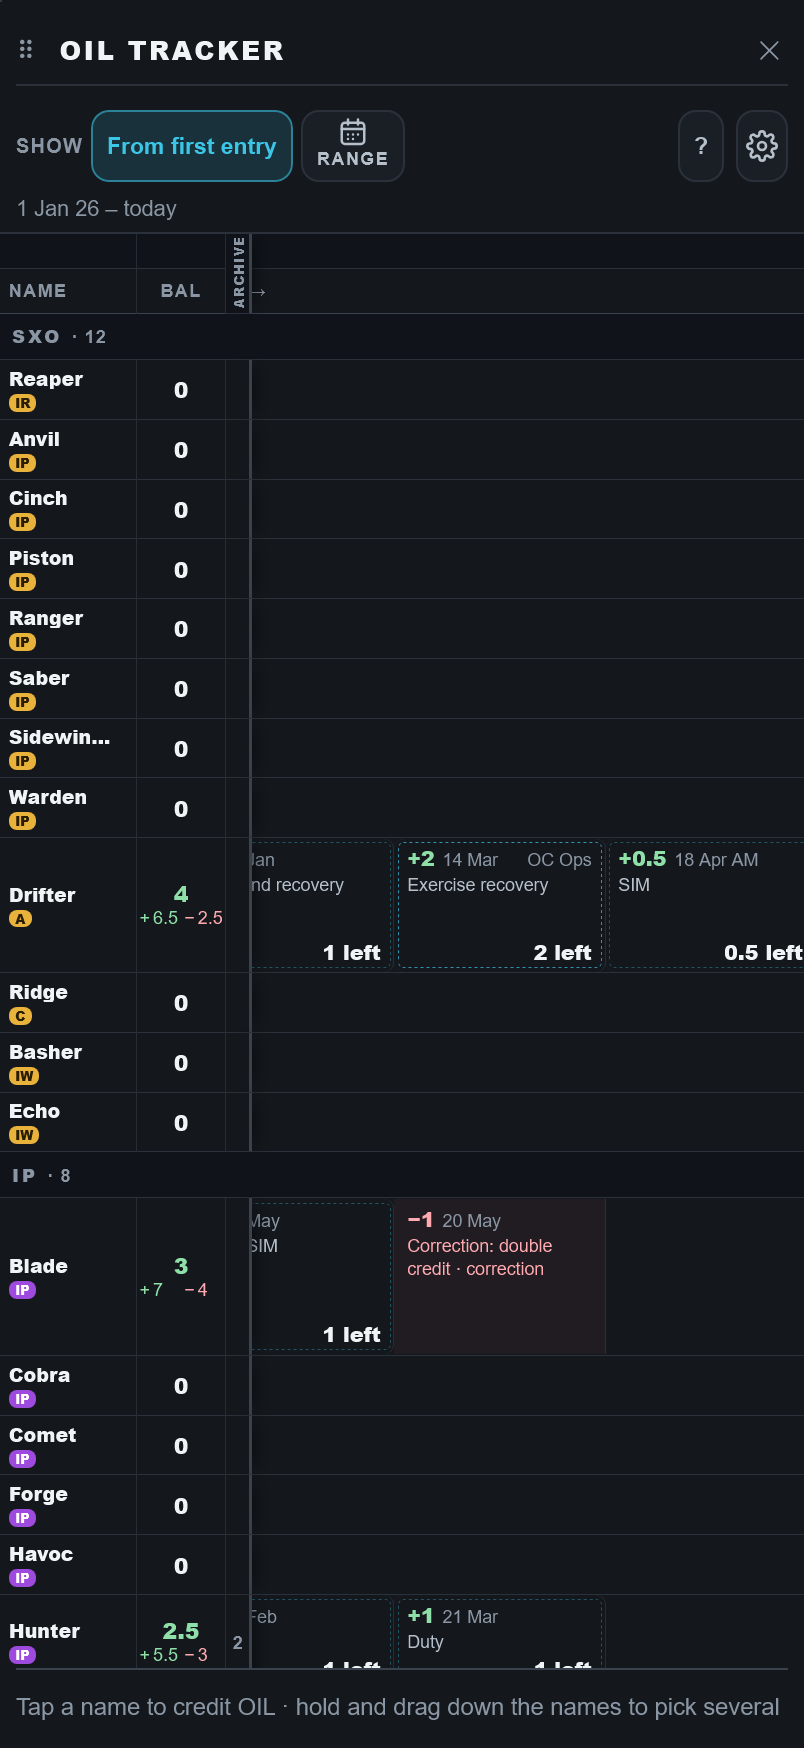 OIL TRACKER
SHOW From first entry RANGE ?
1 Jan 26 – today
NAME BAL ARCHIVE →
SXO · 12
Reaper
IR
0
Anvil
IP
0
Cinch
IP
0
Piston
IP
0
Ranger
IP
0
Saber
IP
0
Sidewin...
IP
0
Warden
IP
0
Drifter
A
4
+6.5 −2.5
Jan
nd recovery
1 left
+2 14 Mar OC Ops
Exercise recovery
2 left
+0.5 18 Apr AM
SIM
0.5 left
Ridge
C
0
Basher
IW
0
Echo
IW
0
IP · 8
Blade
IP
3
+7 −4
May
SIM
1 left
−1 20 May
Correction: double
credit · correction
Cobra
IP
0
Comet
IP
0
Forge
IP
0
Havoc
IP
0
Hunter
IP
2.5
+5.5 −3
2
Feb
1 left
+1 21 Mar
Duty
1 left
Tap a name to credit OIL · hold and drag down the names to pick several